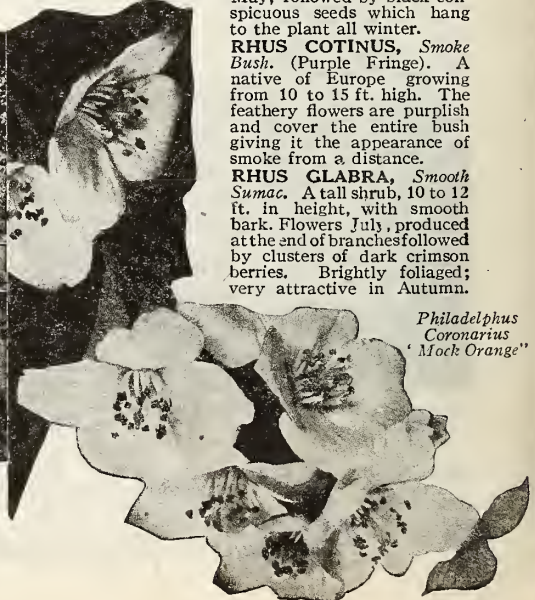 May, followed by black con-
spicuous seeds which hang
to the plant all winter.
RHUS COTINUS, Smoke
Bush. (Purple Fringe). A
native of Europe growing
from 10 to 15 ft. high. The
feathery flowers are purplish
and cover the entire bush
giving it the appearance of
smoke from a distance.
RHUS GLABRA, Smooth
Sumac. A tall shrub, 10 to 12
ft. in height, with smooth
bark. Flowers July, produced
at the end of branches followed
by clusters of dark crimson
berries. Brightly foliaged;
very attractive in Autumn.
Philadelphus
Coronarius
' Mock Orange"